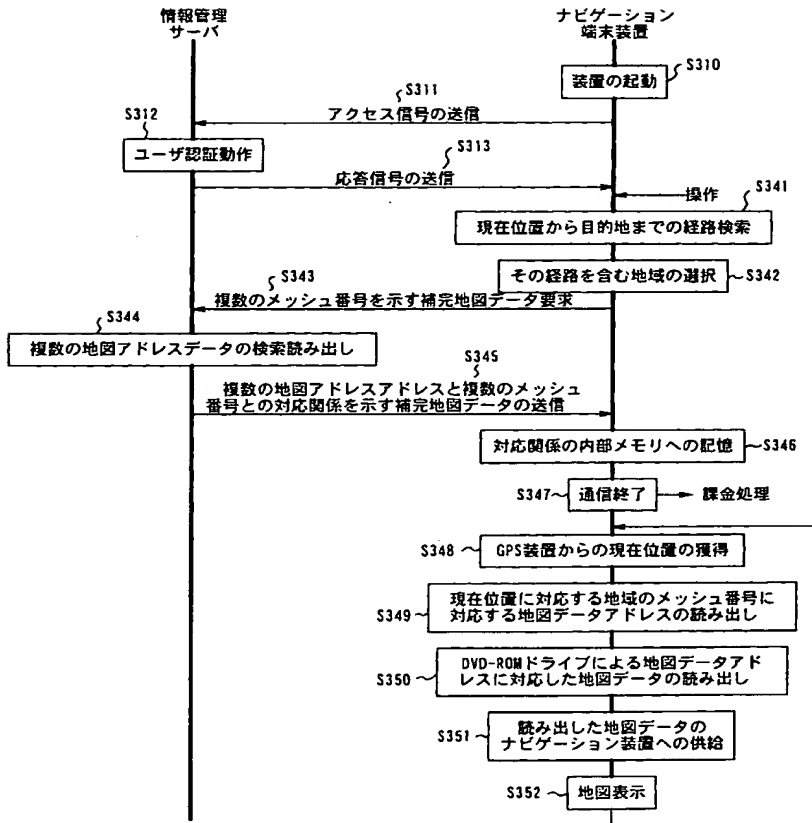 情報管理
サーバ
ナビゲーション
端末装置
装置の起動
S310
S311
アクセス信号の送信
S312
ユーザ認証動作
S313
応答信号の送信
操作
S341
現在位置から目的地までの経路検索
その経路を含む地域の選択
S342
S343
複数のメッシュ番号を示す補完地図データ要求
S344
複数の地図アドレスデータの検索読み出し
S345
複数の地図アドレスアドレスと複数のメッシュ
番号との対応関係を示す補完地図データの送信
対応関係の内部メモリへの記憶
S346
S347
通信終了
課金処理
S348
GPS装置からの現在位置の獲得
S349
現在位置に対応する地域のメッシュ番号に
対応する地図データアドレスの読み出し
S350
DVD-ROMドライブによる地図データアド
レスに対応した地図データの読み出し
S351
読み出した地図データの
ナビゲーション装置への供給
S352
地図表示